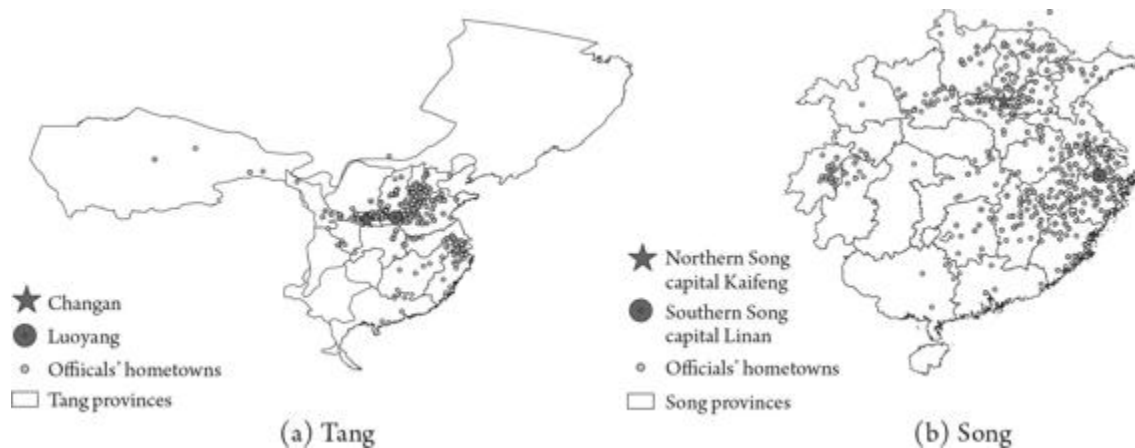 Changan
Luoyang
Offiicals' hometowns
Tang provinces
(a) Tang
Northern Song
capital Kaifeng
Southern Song
capital Linan
Officials' hometowns
Song provinces
(b) Song